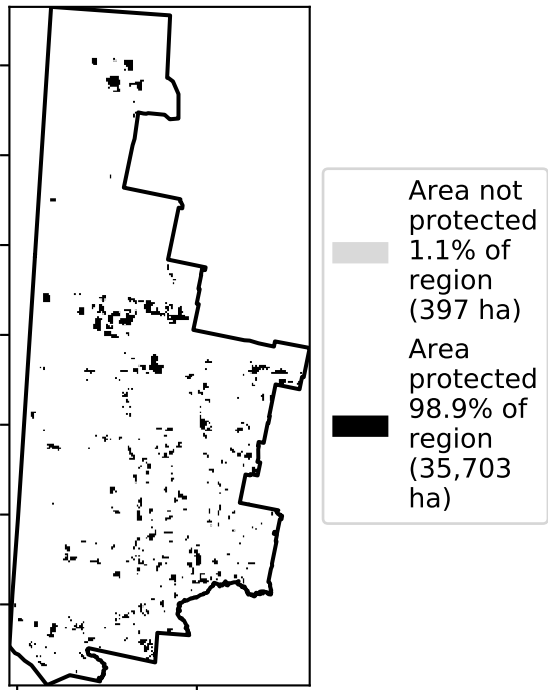 Area not
protected
1.1% of
region
(397 ha)
Area
protected
98.9% of
region
(35,703
ha)